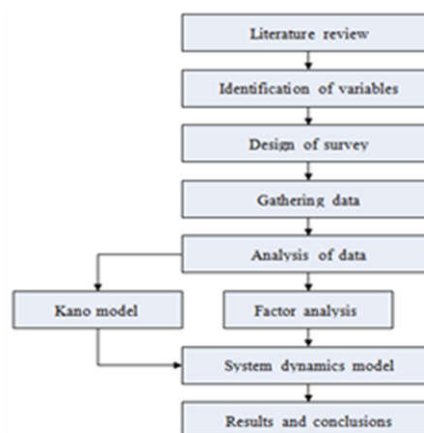 Literature review
Identification of variables
Design of survey
Gathering data
Analysis of data
Kano model
Factor analysis
System dynamics model
Results and conclusions